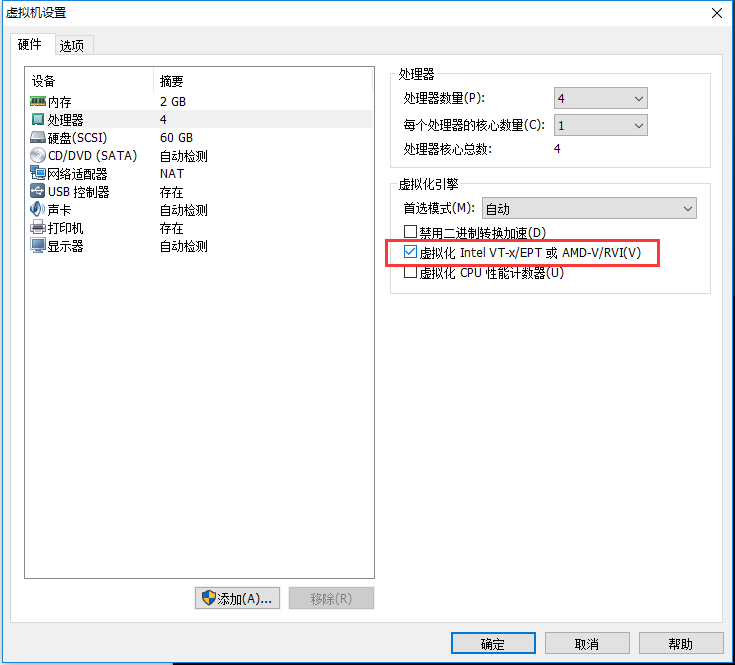 虚拟机设置
硬件 选项
设备 摘要
内存 2 GB
处理器 4
硬盘(SCSI) 60 GB
CD/DVD (SATA) 自动检测
网络适配器 NAT
USB 控制器 存在
声卡 自动检测
打印机 存在
显示器 自动检测
添加(A)... 移除(R)
处理器
处理器数量(P): 4
每个处理器的核心数量(C): 1
处理器核心总数: 4
虚拟化引擎
首选模式(M): 自动
禁用二进制转换加速(D)
虚拟化 Intel VT-x/EPT 或 AMD-V/RVI(V)
虚拟化 CPU 性能计数器(U)
确定 取消 帮助